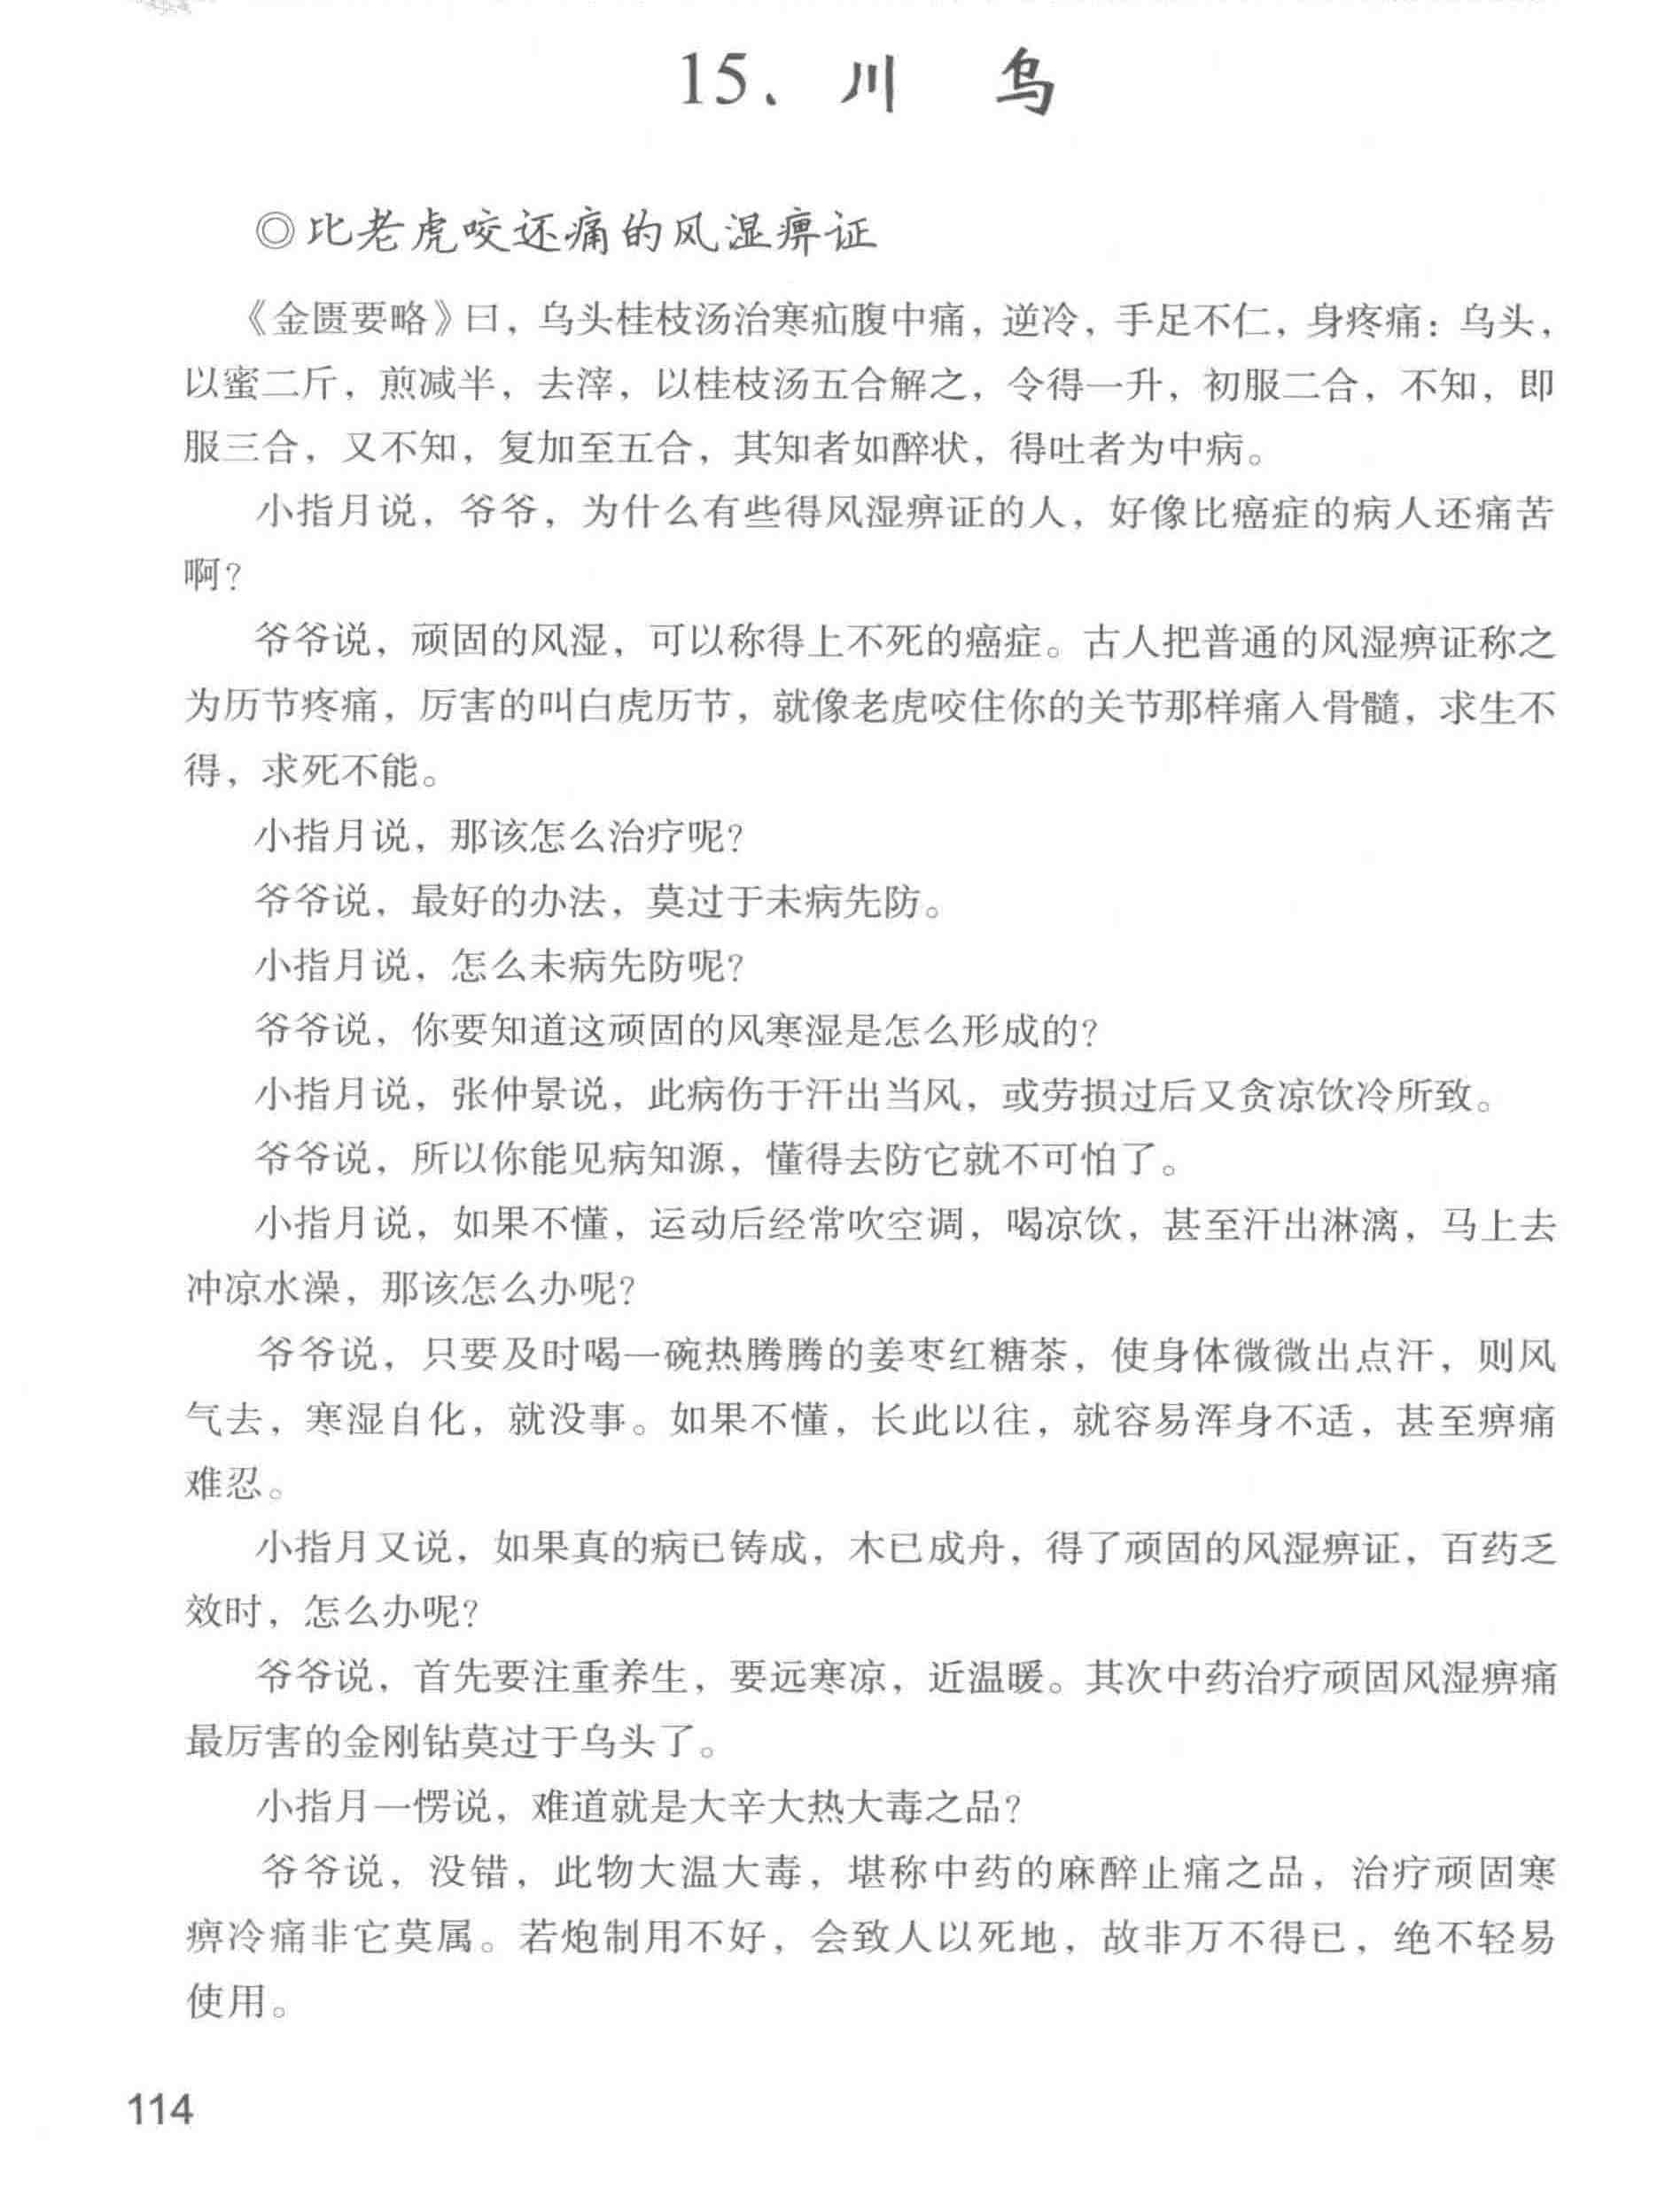 15．川　乌
◎比老虎咬还痛的风湿痹证
《金匮要略》曰，乌头桂枝汤治寒疝腹中痛，逆冷，手足不仁，身疼痛：乌头，
以蜜二斤，煎减半，去滓，以桂枝汤五合解之，令得一升，初服二合，不知，即
服三合，又不知，复加至五合，其知者如醉状，得吐者为中病。
小指月说，爷爷，为什么有些得风湿痹证的人，好像比癌症的病人还痛苦
啊？
爷爷说，顽固的风湿，可以称得上不死的癌症。古人把普通的风湿痹证称之
为历节疼痛，厉害的叫白虎历节，就像老虎咬住你的关节那样痛入骨髓，求生不
得，求死不能。
小指月说，那该怎么治疗呢？
爷爷说，最好的办法，莫过于未病先防。
小指月说，怎么未病先防呢？
爷爷说，你要知道这顽固的风寒湿是怎么形成的？
小指月说，张仲景说，此病伤于汗出当风，或劳损过后又贪凉饮冷所致。
爷爷说，所以你能见病知源，懂得去防它就不可怕了。
小指月说，如果不懂，运动后经常吹空调，喝凉饮，甚至汗出淋漓，马上去
冲凉水澡，那该怎么办呢？
爷爷说，只要及时喝一碗热腾腾的姜枣红糖茶，使身体微微出点汗，则风
气去，寒湿自化，就没事。如果不懂，长此以往，就容易浑身不适，甚至痹痛
难忍。
小指月又说，如果真的病已铸成，木已成舟，得了顽固的风湿痹证，百药乏
效时，怎么办呢？
爷爷说，首先要注重养生，要远寒凉，近温暖。其次中药治疗顽固风湿痹痛
最厉害的金刚钻莫过于乌头了。
小指月一愣说，难道就是大辛大热大毒之品？
爷爷说，没错，此物大温大毒，堪称中药的麻醉止痛之品，治疗顽固寒
痹冷痛非它莫属。若炮制用不好，会致人以死地，故非万不得已，绝不轻易
使用。
114